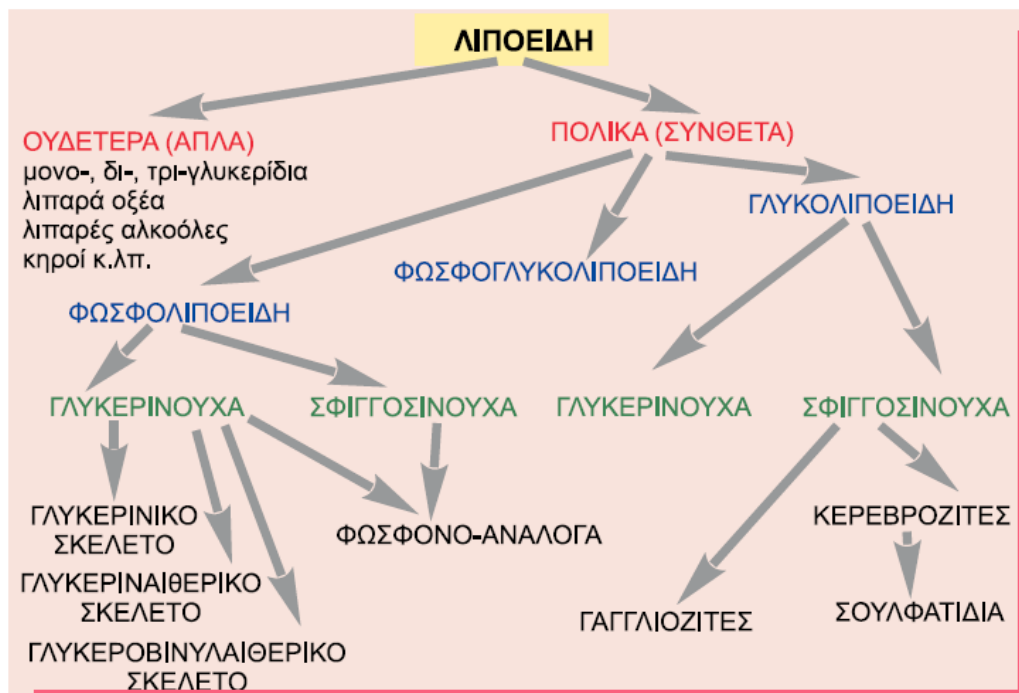 ΛΙΠΟΕΙΔΗ
ΟΥΔΕΤΕΡΑ (ΑΠΛΑ)
μονο-, δι-, τρι-γλυκερίδια
λιπαρά οξέα
λιπαρές αλκοόλες
κηροί κ.λπ.
ΠΟΛΙΚΑ (ΣΥΝΘΕΤΑ)
ΓΛΥΚΟΛΙΠΟΕΙΔΗ
ΦΩΣΦΟΓΛΥΚΟΛΙΠΟΕΙΔΗ
ΦΩΣΦΟΛΙΠΟΕΙΔΗ
ΓΛΥΚΕΡΙΝΟΥΧΑ
ΣΦΙΓΓΟΣΙΝΟΥΧΑ
ΓΛΥΚΕΡΙΝΟΥΧΑ
ΣΦΙΓΓΟΣΙΝΟΥΧΑ
ΓΛΥΚΕΡΙΝΙΚΟ
ΣΚΕΛΕΤΟ
ΦΩΣΦΟΝΟ-ΑΝΑΛΟΓΑ
ΚΕΡΕΒΡΟΖΙΤΕΣ
ΓΛΥΚΕΡΙΝΑΙΘΕΡΙΚΟ
ΣΚΕΛΕΤΟ
ΓΑΓΓΛΙΟΖΙΤΕΣ
ΣΟΥΛΦΑΤΙΔΙΑ
ΓΛΥΚΕΡΟΒΙΝΥΛΑΙΘΕΡΙΚΟ
ΣΚΕΛΕΤΟ